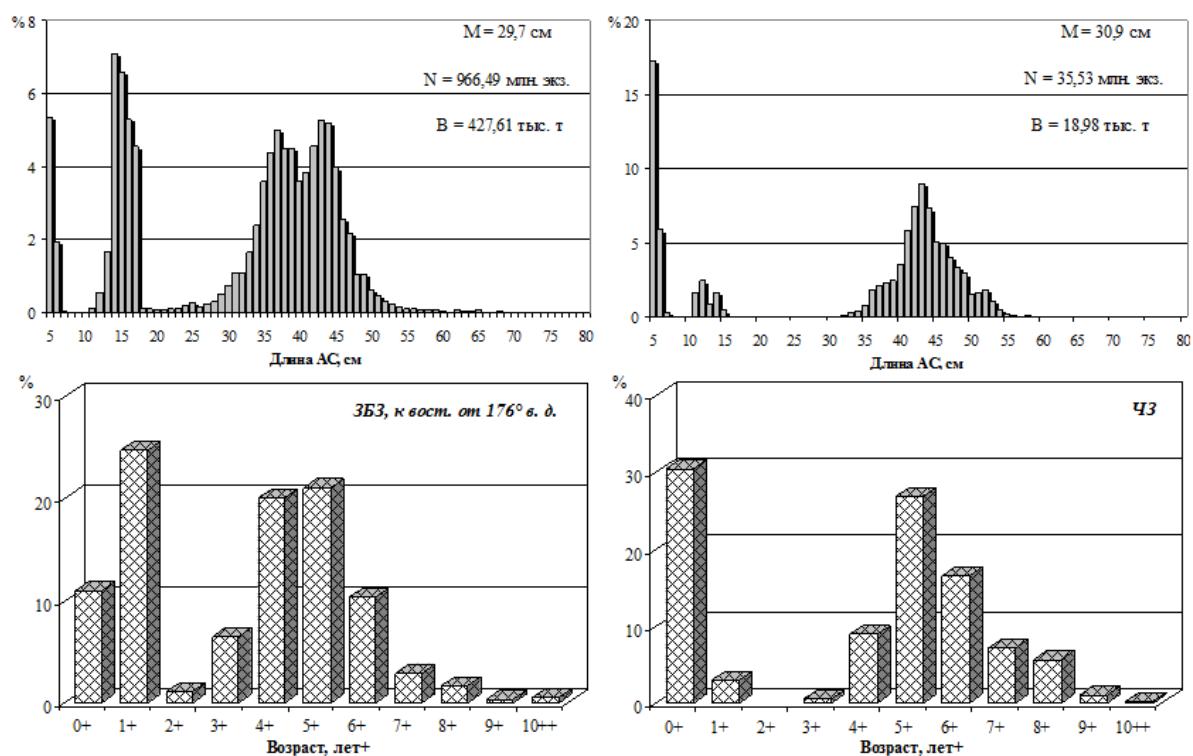 % 8
M = 29,7 см
N = 966,49 млн. экз.
B = 427,61 тыс. т
6
4
2
0
5 10 15 20 25 30 35 40 45 50 55 60 65 70 75 80
Длина АС, см
% 20
M = 30,9 см
N = 35,53 млн. экз.
B = 18,98 тыс. т
15
10
5
0
5 10 15 20 25 30 35 40 45 50 55 60 65 70 75 80
Длина АС, см
%
30
ЗБЗ, к вост. от 176° в. д.
20
10
0
0+ 1+ 2+ 3+ 4+ 5+ 6+ 7+ 8+ 9+ 10++
Возраст, лет+
%
40
ЧЗ
30
20
10
0
0+ 1+ 2+ 3+ 4+ 5+ 6+ 7+ 8+ 9+ 10++
Возраст, лет+